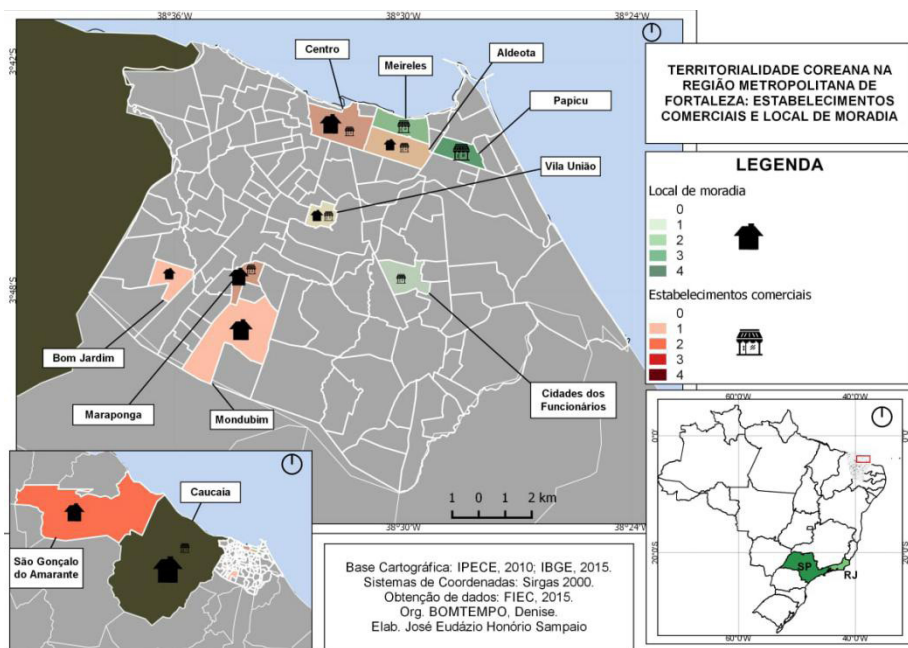 38°36'W
38°30'W
38°24'W
3°42'S
3°48'S
Centro
Meireles
Aldeota
Papicu
Vila União
Bom Jardim
Maraponga
Mondubim
Cidades dos
Funcionários
1 0 1 2 km
38°30'W
38°24'W
TERRITORIALIDADE COREANA NA
REGIÃO METROPOLITANA DE
FORTALEZA: ESTABELECIMENTOS
COMERCIAIS E LOCAL DE MORADIA
LEGENDA
Local de moradia
0
1
2
3
4
Estabelecimentos comerciais
0
1
2
3
4
Caucaia
São Gonçalo
do Amarante
Base Cartográfica: IPECE, 2010; IBGE, 2015.
Sistemas de Coordenadas: Sirgas 2000.
Obtenção de dados: FIEC, 2015.
Org. BOMTEMPO, Denise.
Elab. José Eudázio Honório Sampaio
60°0'W
40°0'W
0°0'
0°0'
20°0'S
20°0'S
SP
RJ
60°0'W
40°0'W